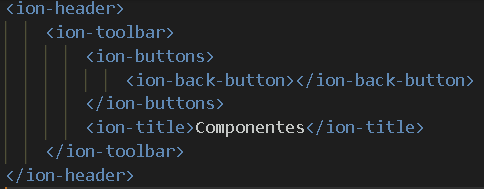 <ion-header>
<ion-toolbar>
<ion-buttons>
<ion-back-button></ion-back-button>
</ion-buttons>
<ion-title>Componentes</ion-title>
</ion-toolbar>
</ion-header>